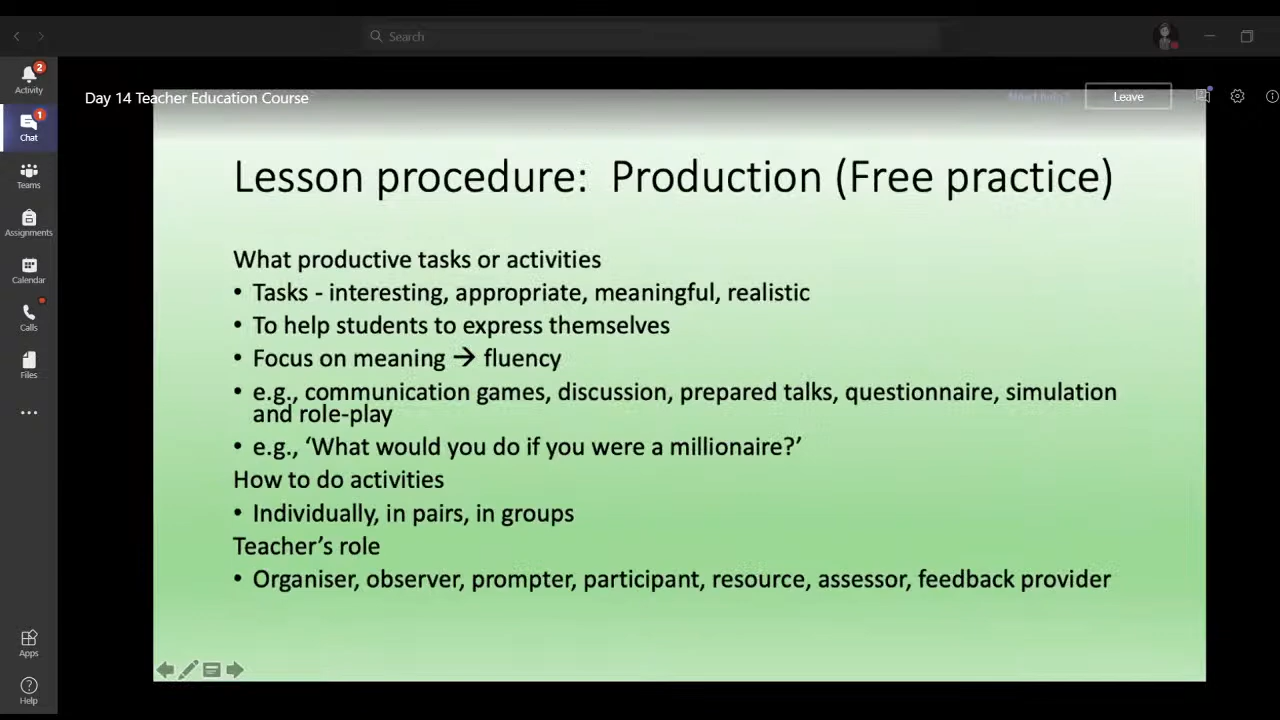 Search
2
Activity
Day 14 Teacher Education Course
Leave
1
Chat
Teams
Assignments
Calendar
Calls
Files
Apps
Help
Lesson procedure: Production (Free practice)
What productive tasks or activities
• Tasks - interesting, appropriate, meaningful, realistic
• To help students to express themselves
• Focus on meaning → fluency
• e.g., communication games, discussion, prepared talks, questionnaire, simulation
and role-play
• e.g., ‘What would you do if you were a millionaire?’
How to do activities
• Individually, in pairs, in groups
Teacher’s role
• Organiser, observer, prompter, participant, resource, assessor, feedback provider